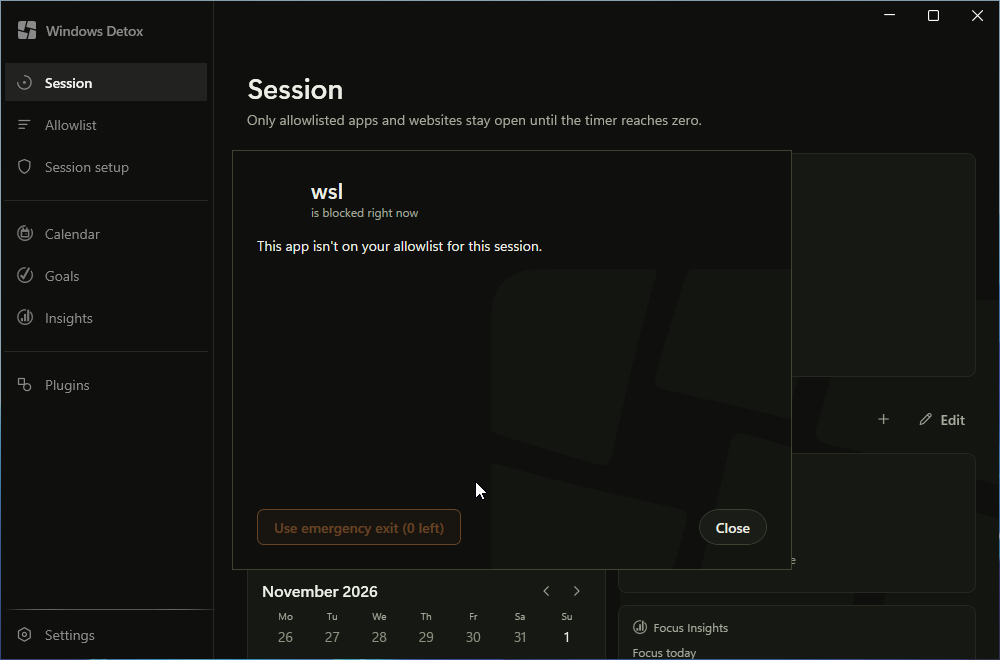 Windows Detox
Session
Allowlist
Session setup
Calendar
Goals
Insights
Plugins
Settings
Session
Only allowlisted apps and websites stay open until the timer reaches zero.
wsl
is blocked right now
This app isn't on your allowlist for this session.
Use emergency exit (0 left)
Close
Edit
November 2026
Mo Tu We Th Fr Sa Su
26 27 28 29 30 31 1
Focus Insights
Focus today